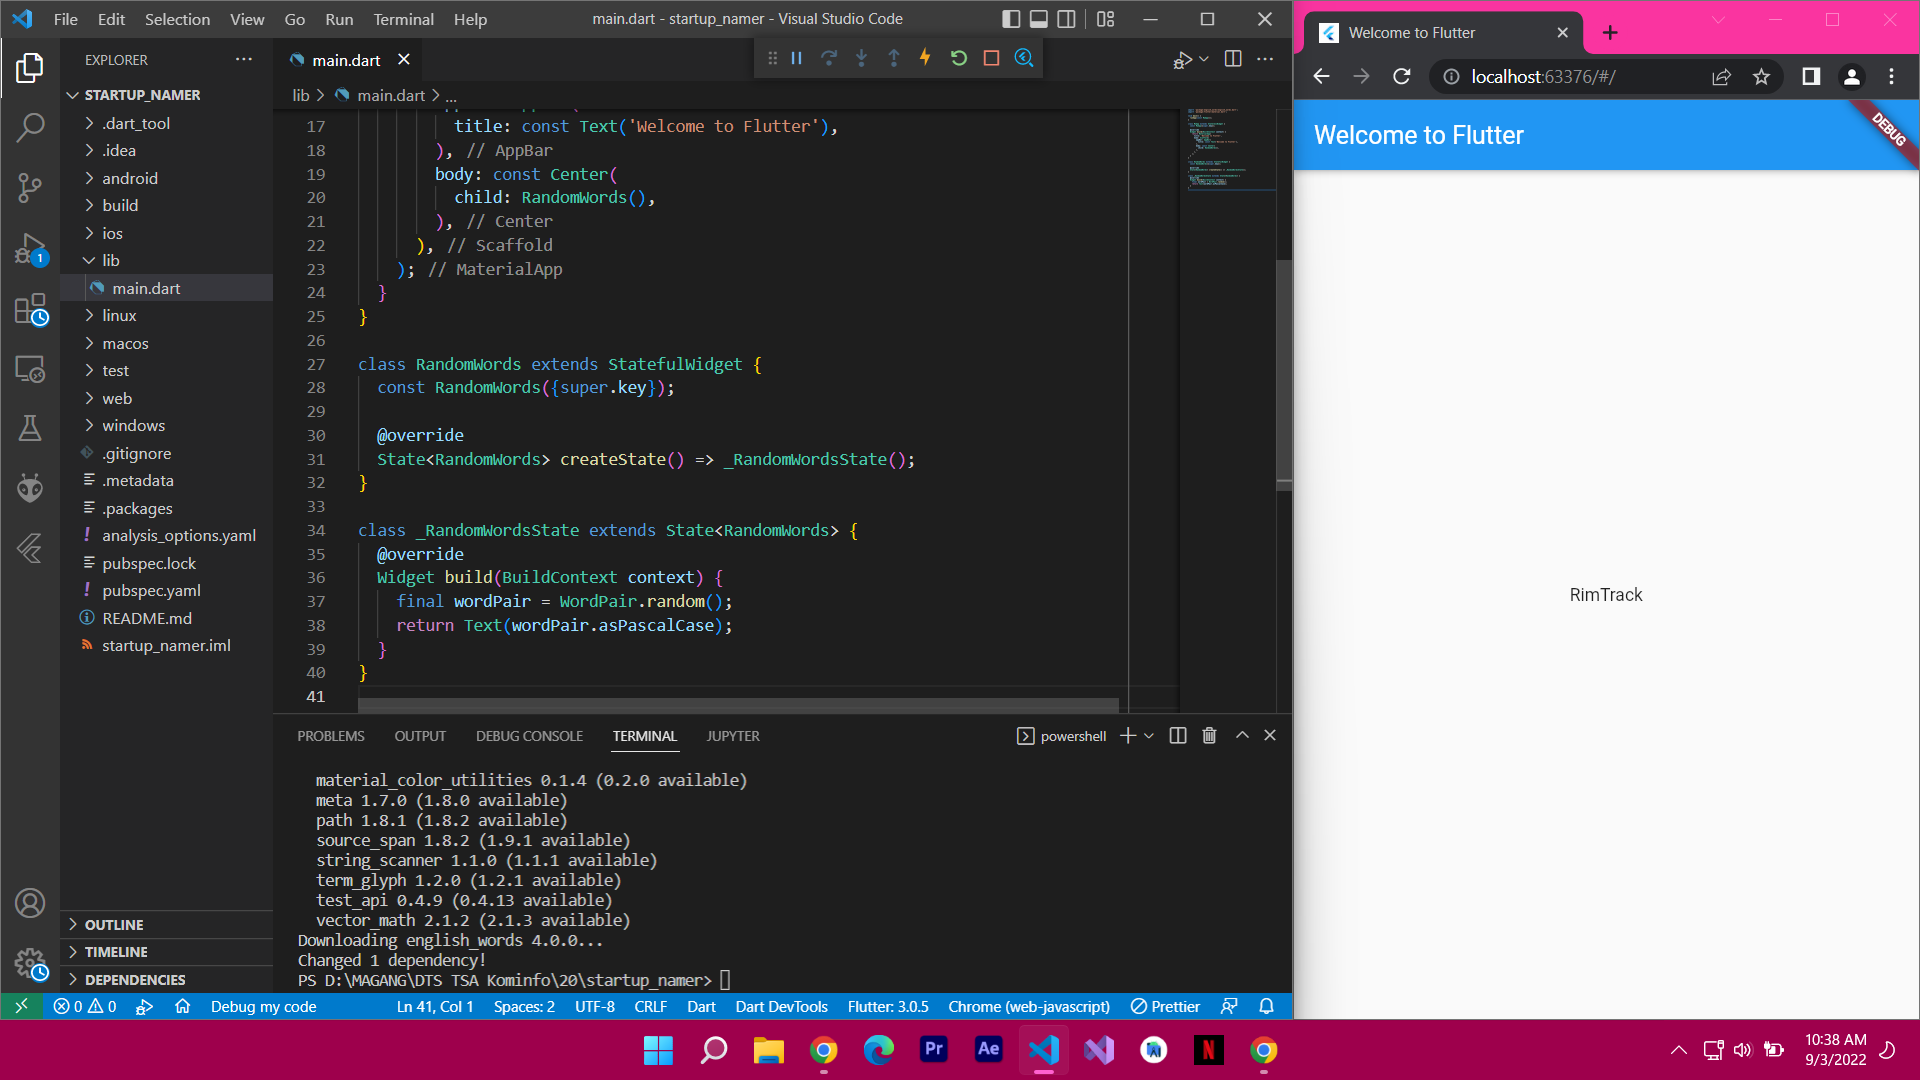 File Edit Selection View Go Run Terminal Help
main.dart - startup_namer - Visual Studio Code
EXPLORER
STARTUP_NAMER
.dart_tool
.idea
android
build
ios
lib
main.dart
linux
macos
test
web
windows
.gitignore
.metadata
.packages
analysis_options.yaml
pubspec.lock
pubspec.yaml
README.md
startup_namer.iml
OUTLINE
TIMELINE
DEPENDENCIES
1
main.dart
lib > main.dart > ...
17 title: const Text('Welcome to Flutter'),
18 ), // AppBar
19 body: const Center(
20 child: RandomWords(),
21 ), // Center
22 ), // Scaffold
23 ); // MaterialApp
24 }
25 }
26
27 class RandomWords extends StatefulWidget {
28 const RandomWords({super.key});
29
30 @override
31 State<RandomWords> createState() => _RandomWordsState();
32 }
33
34 class _RandomWordsState extends State<RandomWords> {
35 @override
36 Widget build(BuildContext context) {
37 final wordPair = WordPair.random();
38 return Text(wordPair.asPascalCase);
39 }
40 }
41
PROBLEMS OUTPUT DEBUG CONSOLE TERMINAL JUPYTER
powershell
material_color_utilities 0.1.4 (0.2.0 available)
meta 1.7.0 (1.8.0 available)
path 1.8.1 (1.8.2 available)
source_span 1.8.2 (1.9.1 available)
string_scanner 1.1.0 (1.1.1 available)
term_glyph 1.2.0 (1.2.1 available)
test_api 0.4.9 (0.4.13 available)
vector_math 2.1.2 (2.1.3 available)
Downloading english_words 4.0.0...
Changed 1 dependency!
PS D:\MAGANG\DTS TSA Kominfo\20\startup_namer>
0 0 Debug my code Ln 41, Col 1 Spaces: 2 UTF-8 CRLF Dart Dart DevTools Flutter: 3.0.5 Chrome (web-javascript) Prettier
Welcome to Flutter
localhost:63376/#/
Welcome to Flutter
DEBUG
RimTrack
Pr
Ae
N
10:38 AM
9/3/2022